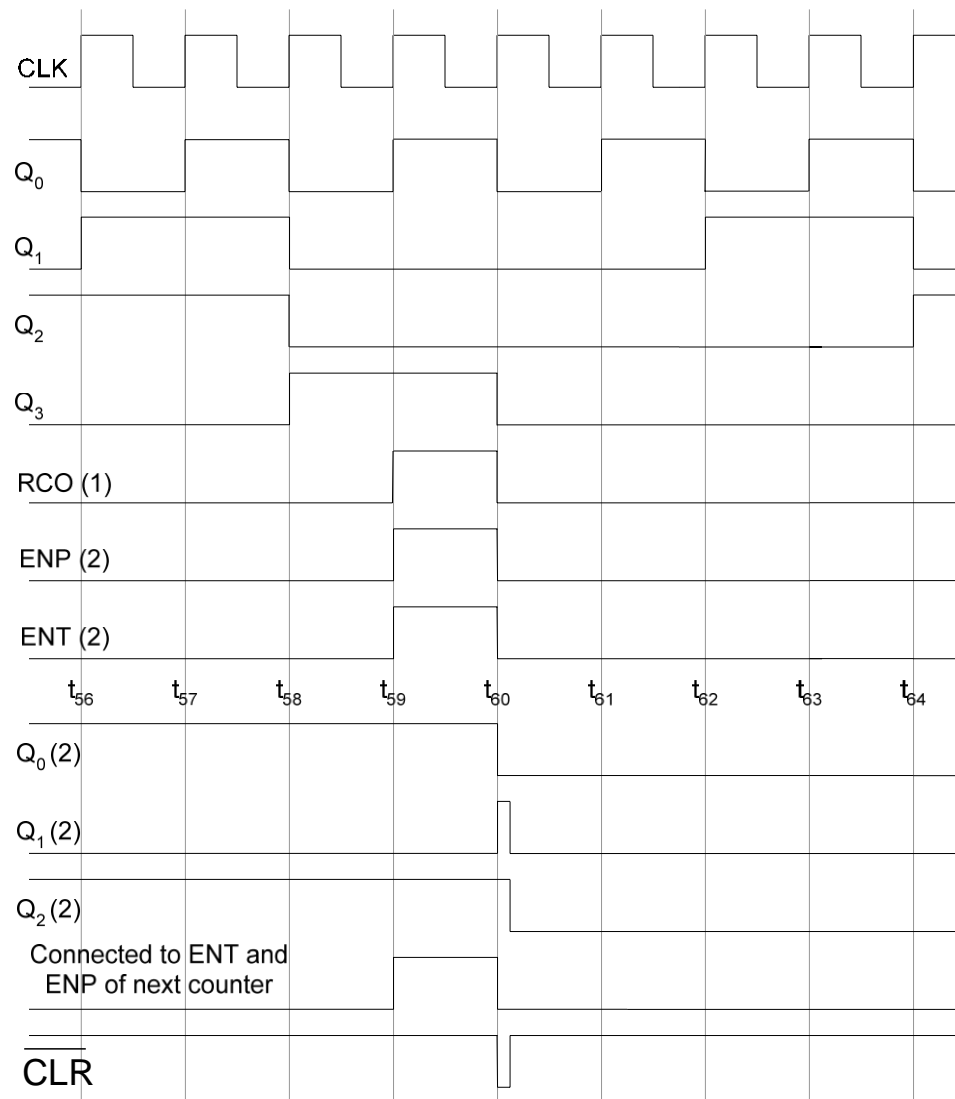 CLK
Q0
Q1
Q2
Q3
RCO (1)
ENP (2)
ENT (2)
t56 t57 t58 t59 t60 t61 t62 t63 t64
Q0 (2)
Q1 (2)
Q2 (2)
Connected to ENT and
ENP of next counter
CLR